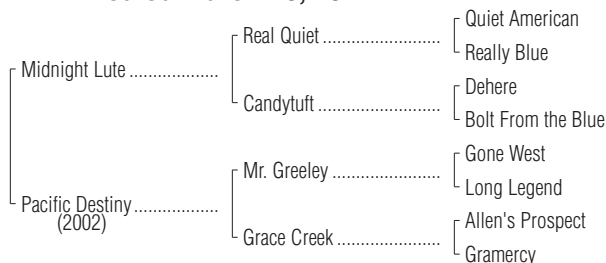 Quiet American
Real Quiet ........................
Really Blue
Midnight Lute ..................
Dehere
Candytuft .........................
Bolt From the Blue
Gone West
Mr. Greeley ......................
Long Legend
Pacific Destiny .................
(2002)
Allen's Prospect
Grace Creek .....................
Gramercy